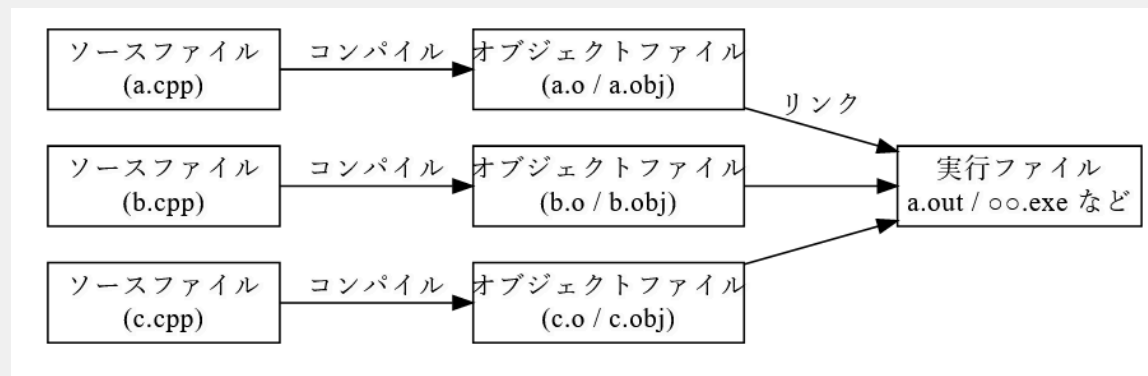 ソースファイル
(a.cpp)
コンパイル
オブジェクトファイル
(a.o / a.obj)
リンク
ソースファイル
(b.cpp)
コンパイル
オブジェクトファイル
(b.o / b.obj)
実行ファイル
a.out / ○○.exe など
ソースファイル
(c.cpp)
コンパイル
オブジェクトファイル
(c.o / c.obj)